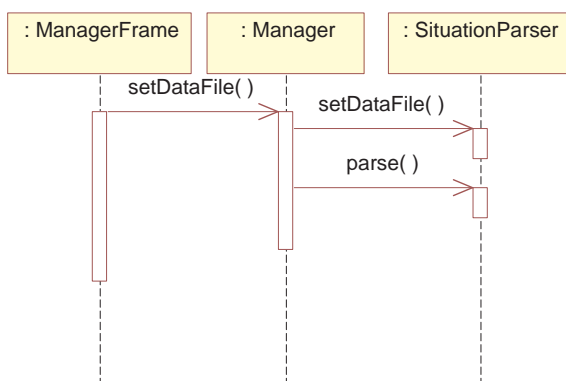 : ManagerFrame
: Manager
: SituationParser
setDataFile( )
setDataFile( )
parse( )